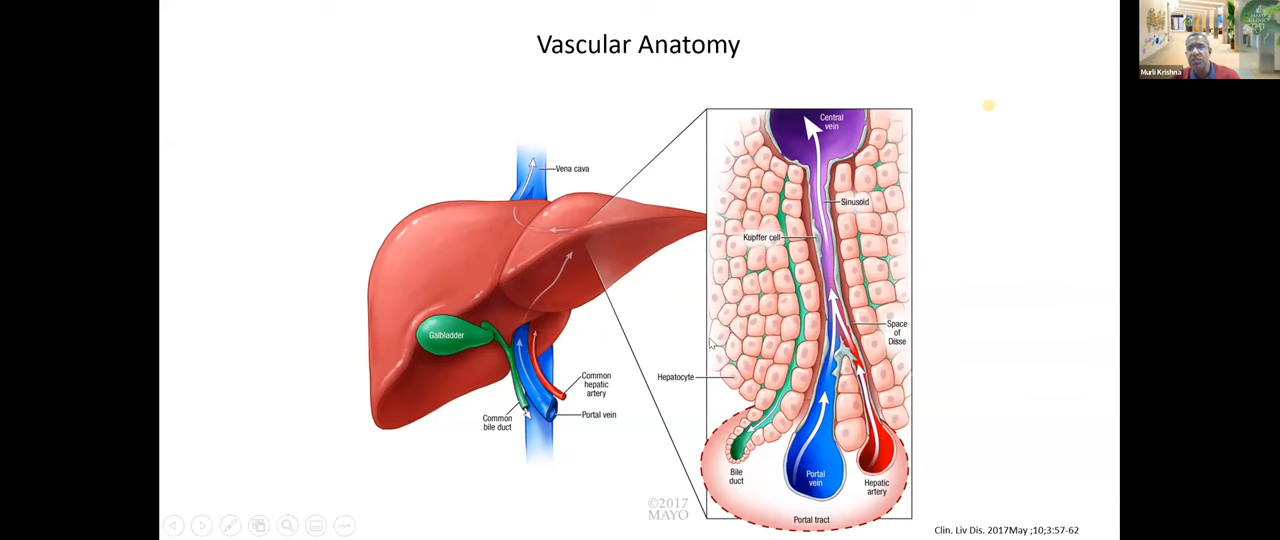 Vascular Anatomy
Murli Krishna
Vena cava
Gallbladder
Common
hepatic
artery
Portal vein
Common
bile duct
Central
vein
Sinusoid
Kupffer cell
Space
of
Disse
Hepatocyte
Bile
duct
Portal
vein
Hepatic
artery
Portal tract
©2017
MAYO
Clin. Liv Dis. 2017May ;10;3:57-62